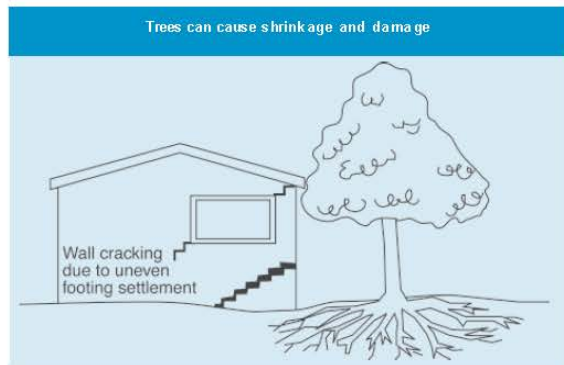 Trees can cause shrinkage and damage
Wall cracking
due to uneven
footing settlement